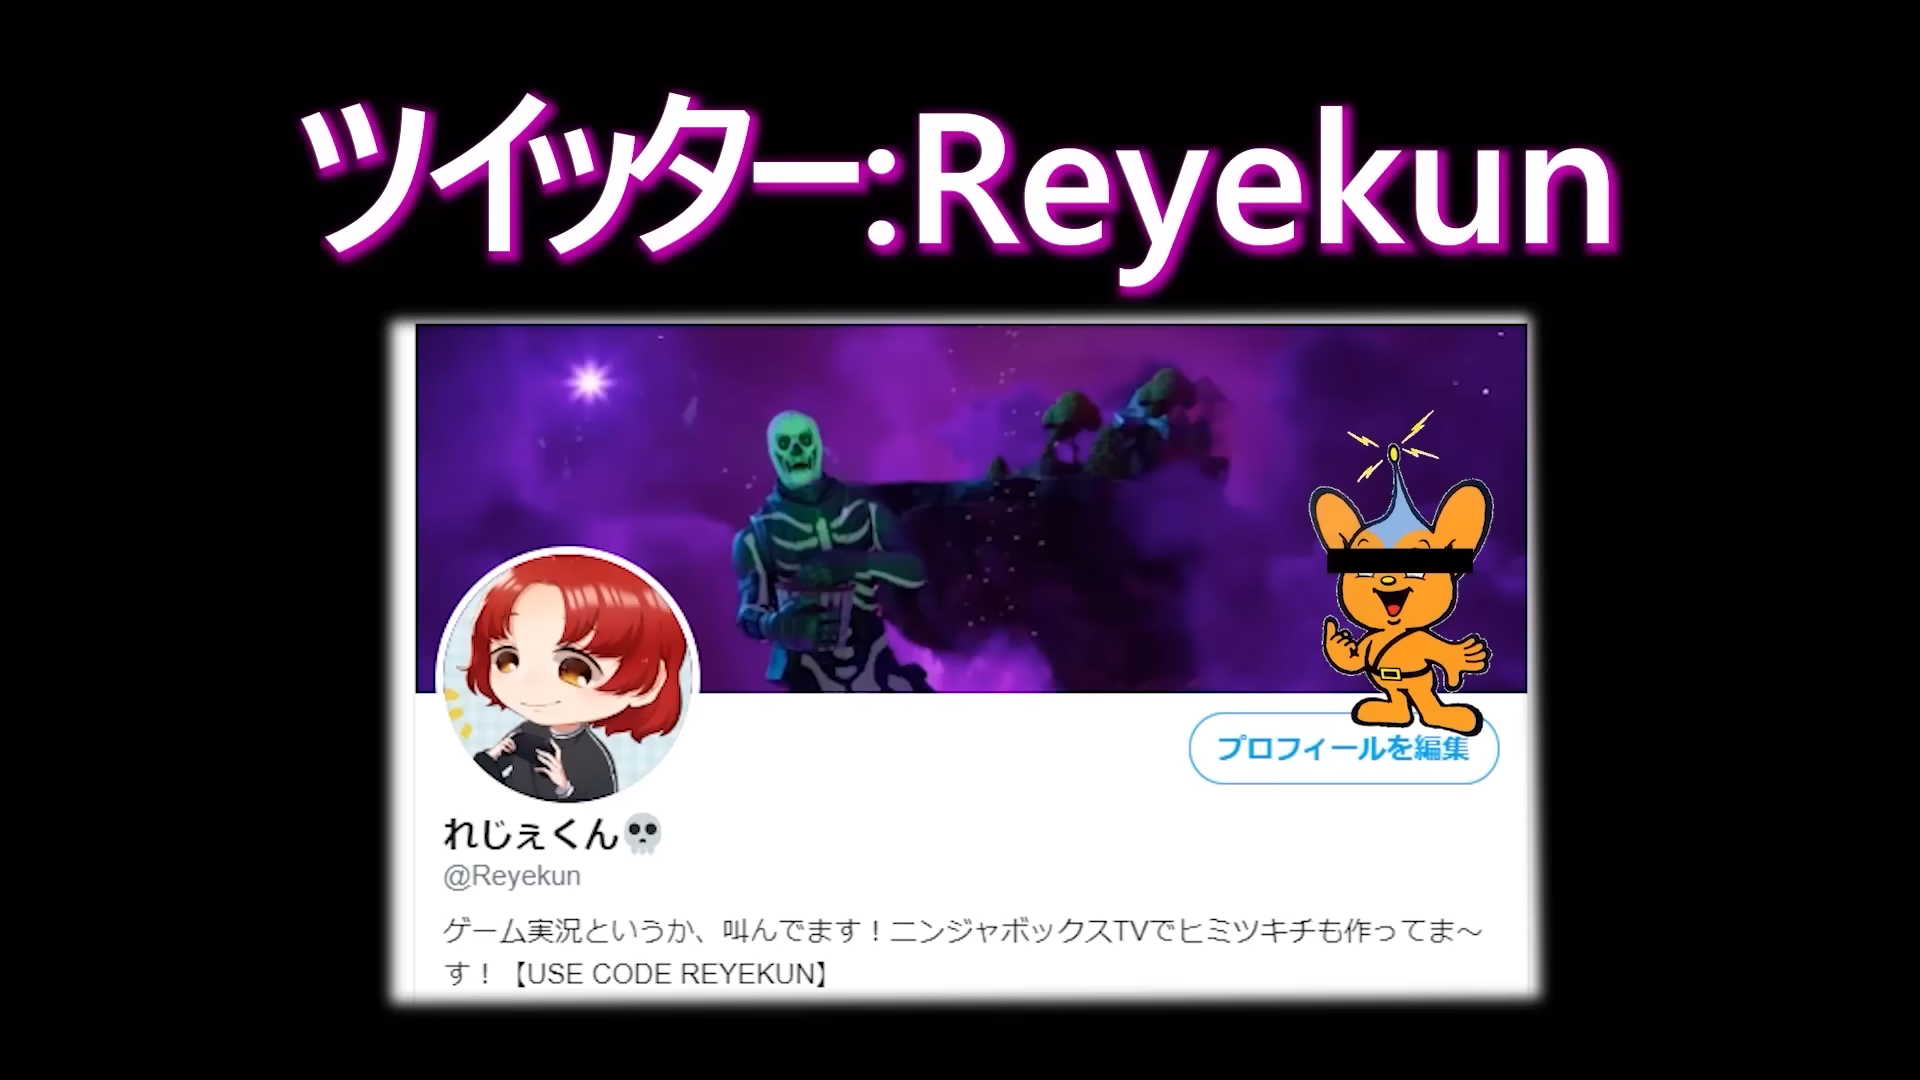 ツイッター:Reyekun
プロフィールを編集
れじぇくん💀
@Reyekun
ゲーム実況というか、叫んでます！ニンジャボックスTVでヒミツキチも作ってま〜
す！【USE CODE REYEKUN】